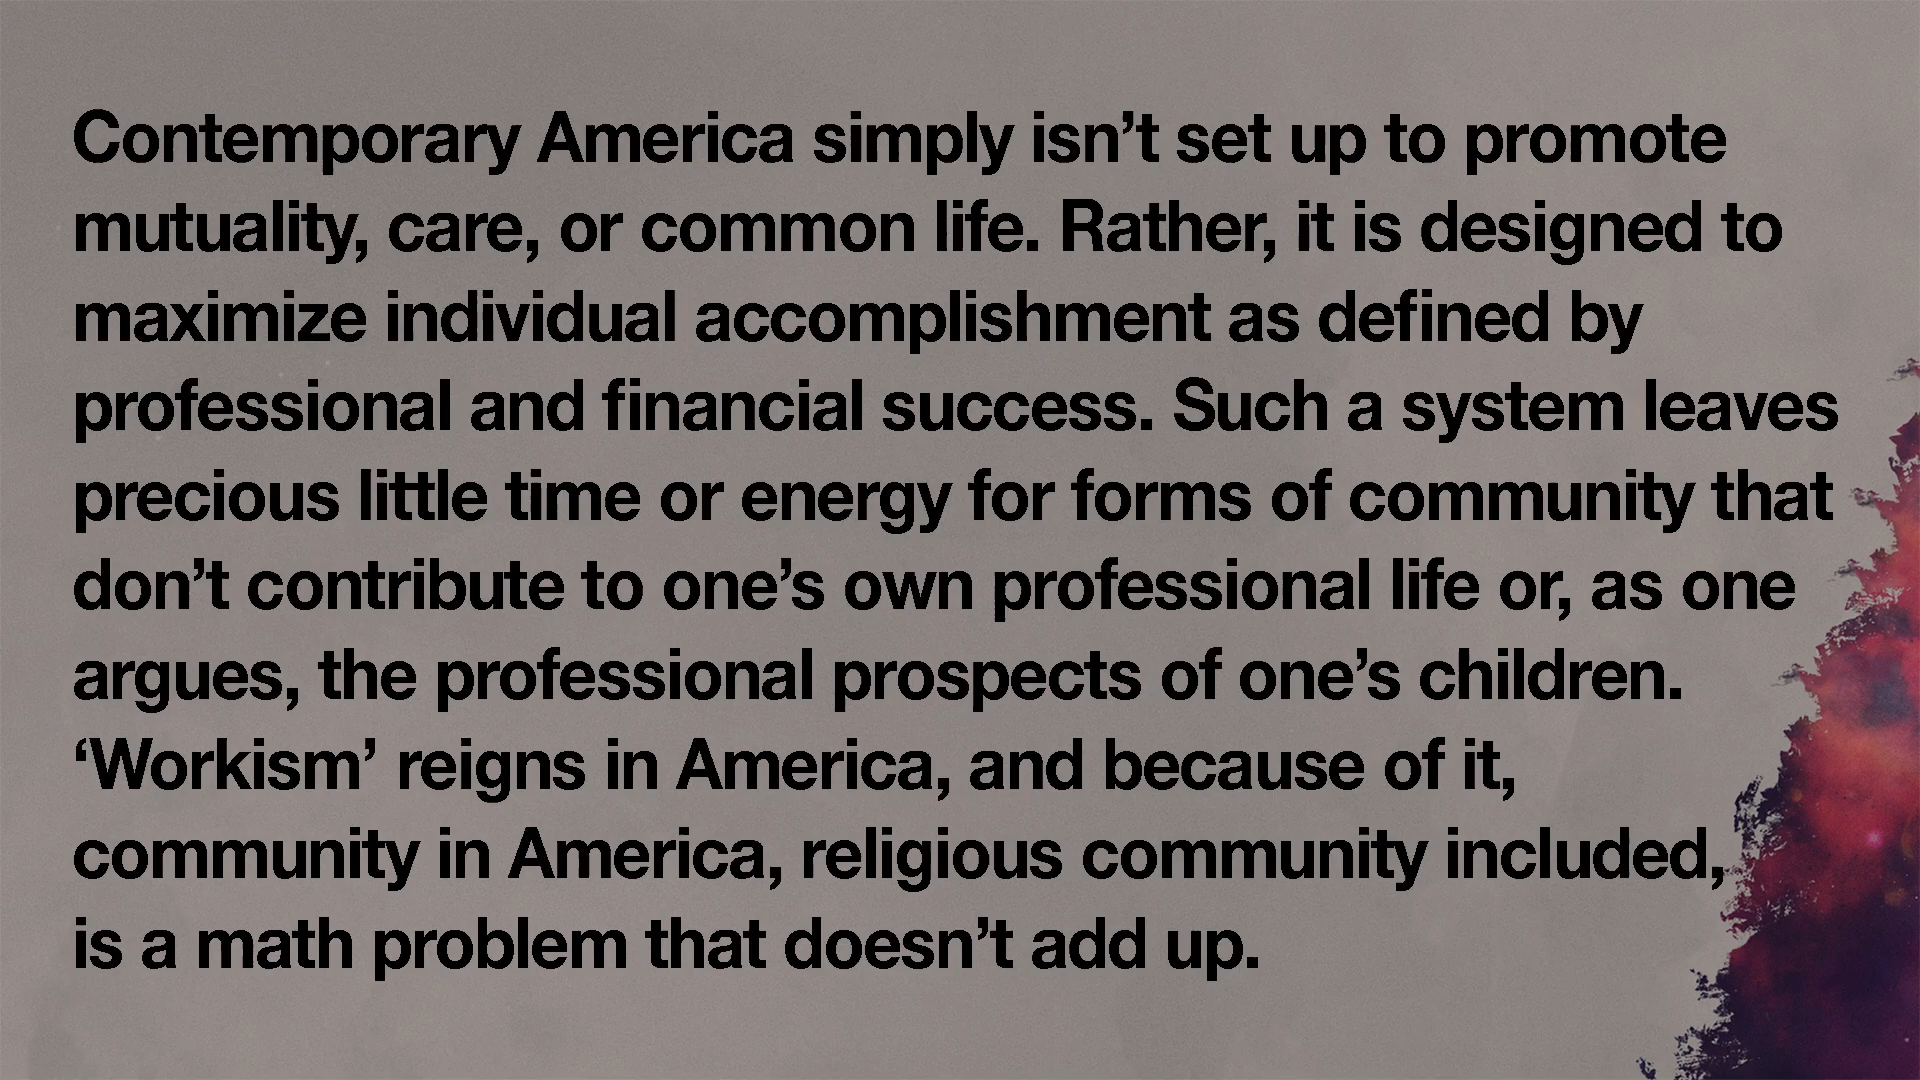 Contemporary America simply isn’t set up to promote
mutuality, care, or common life. Rather, it is designed to
maximize individual accomplishment as defined by
professional and financial success. Such a system leaves
precious little time or energy for forms of community that
don’t contribute to one’s own professional life or, as one
argues, the professional prospects of one’s children.
‘Workism’ reigns in America, and because of it,
community in America, religious community included,
is a math problem that doesn’t add up.